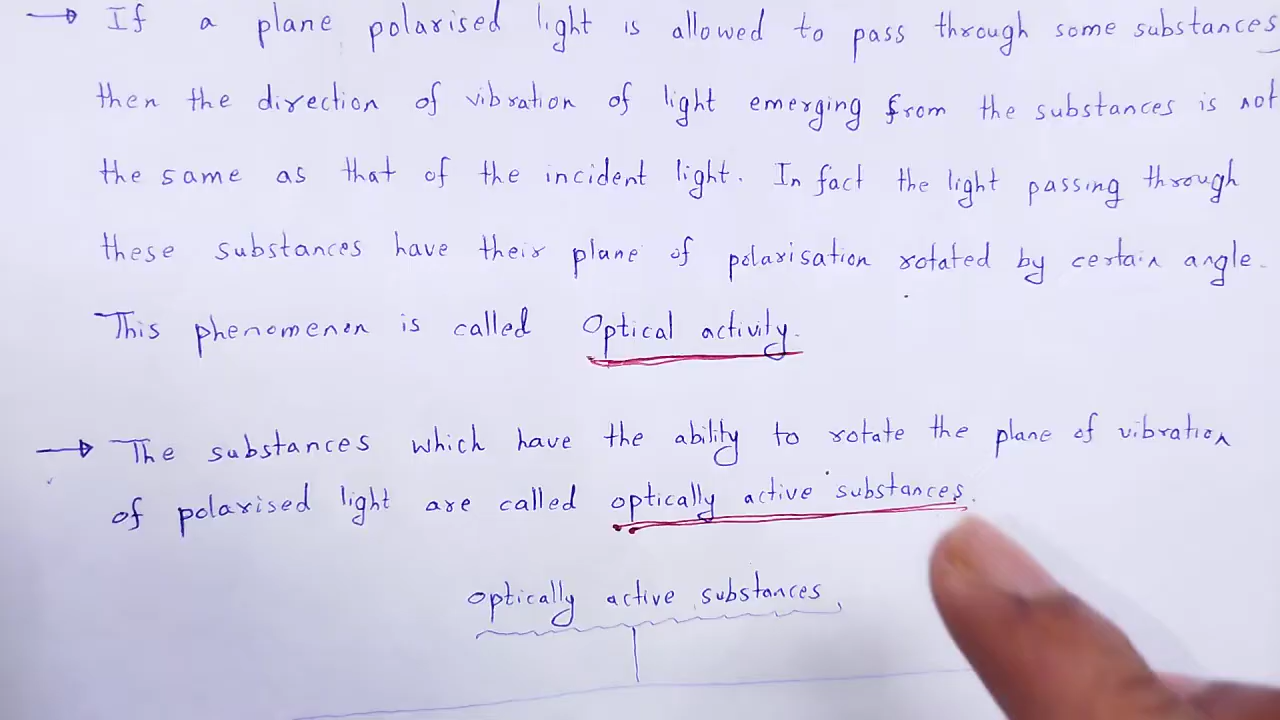 → If a plane polarised light is allowed to pass through some substances
then the direction of vibration of light emerging from the substances is not
the same as that of the incident light. In fact the light passing through
these substances have their plane of polarisation rotated by certain angle.
This phenomenon is called Optical activity.
→ The substances which have the ability to rotate the plane of vibration
of polarised light are called optically active substances.
Optically active substances